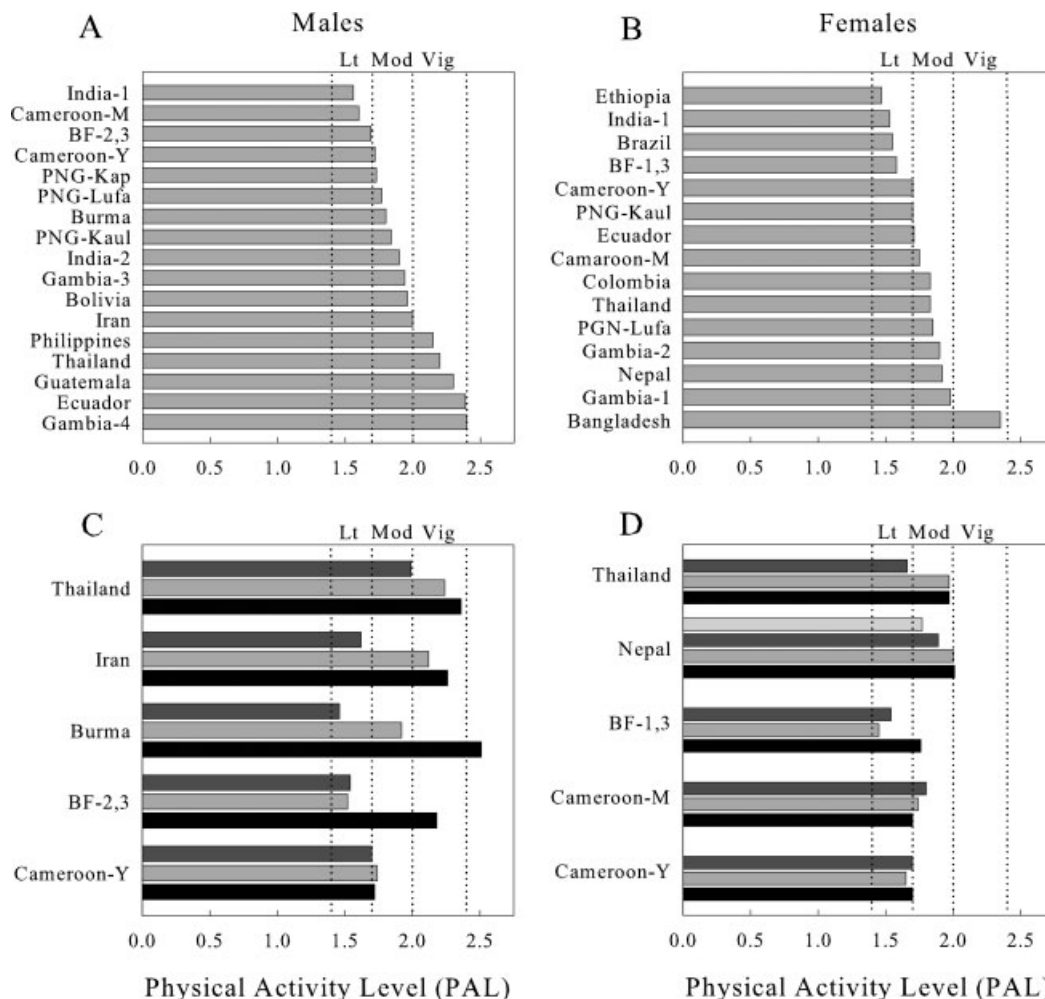 A Males
Lt Mod Vig
India-1
Cameroon-M
BF-2,3
Cameroon-Y
PNG-Kap
PNG-Lufa
Burma
PNG-Kaul
India-2
Gambia-3
Bolivia
Iran
Philippines
Thailand
Guatemala
Ecuador
Gambia-4
0.0 0.5 1.0 1.5 2.0 2.5
B Females
Lt Mod Vig
Ethiopia
India-1
Brazil
BF-1,3
Cameroon-Y
PNG-Kaul
Ecuador
Camaroon-M
Colombia
Thailand
PGN-Lufa
Gambia-2
Nepal
Gambia-1
Bangladesh
0.0 0.5 1.0 1.5 2.0 2.5
C
Lt Mod Vig
Thailand
Iran
Burma
BF-2,3
Cameroon-Y
0.0 0.5 1.0 1.5 2.0 2.5
Physical Activity Level (PAL)
D
Lt Mod Vig
Thailand
Nepal
BF-1,3
Cameroon-M
Cameroon-Y
0.0 0.5 1.0 1.5 2.0 2.5
Physical Activity Level (PAL)